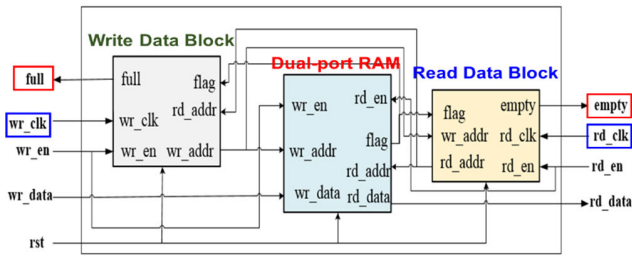 Write Data Block
Dual-port RAM
Read Data Block
full
full
flag
rd_addr
wr_clk
wr_clk
wr_en
wr_en
wr_addr
wr_data
rst
wr_en
rd_en
flag
wr_addr
rd_addr
wr_data
rd_data
flag
empty
empty
wr_addr
rd_clk
rd_clk
rd_addr
rd_en
rd_en
rd_data